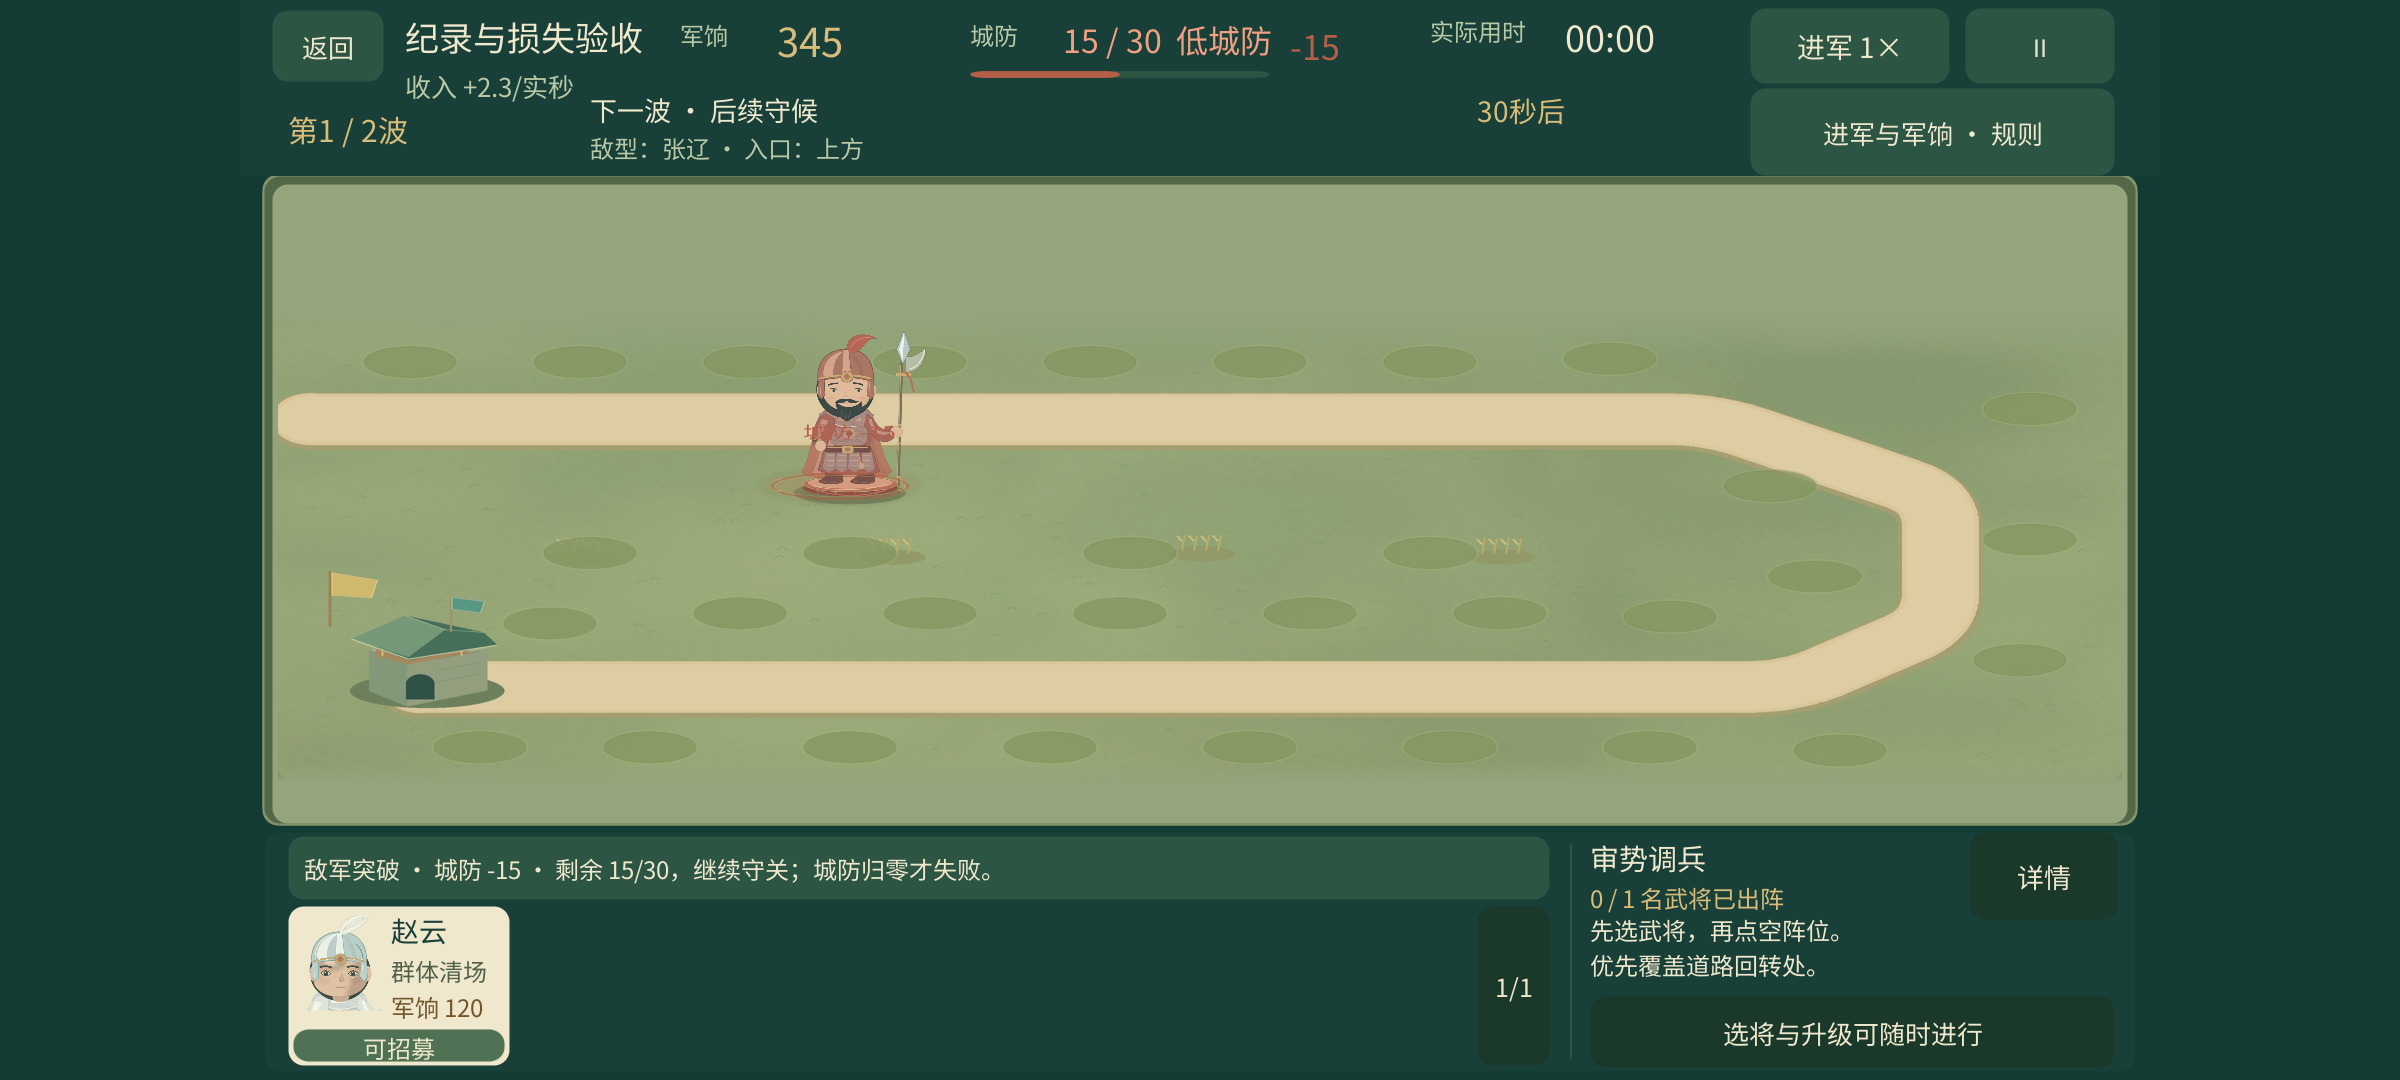 返回
纪录与损失验收
军饷
345
城防
15 / 30 低城防
-15
实际用时
00:00
进军 1×
II
收入 +2.3/实秒
第1 / 2波
下一波 · 后续守候
30秒后
敌型：张辽 · 入口：上方
进军与军饷 · 规则
敌军突破 · 城防 -15 · 剩余 15/30，继续守关；城防归零才失败。
赵云
群体清场
军饷 120
可招募
1/1
审势调兵
0 / 1 名武将已出阵
先选武将，再点空阵位。
优先覆盖道路回转处。
详情
选将与升级可随时进行